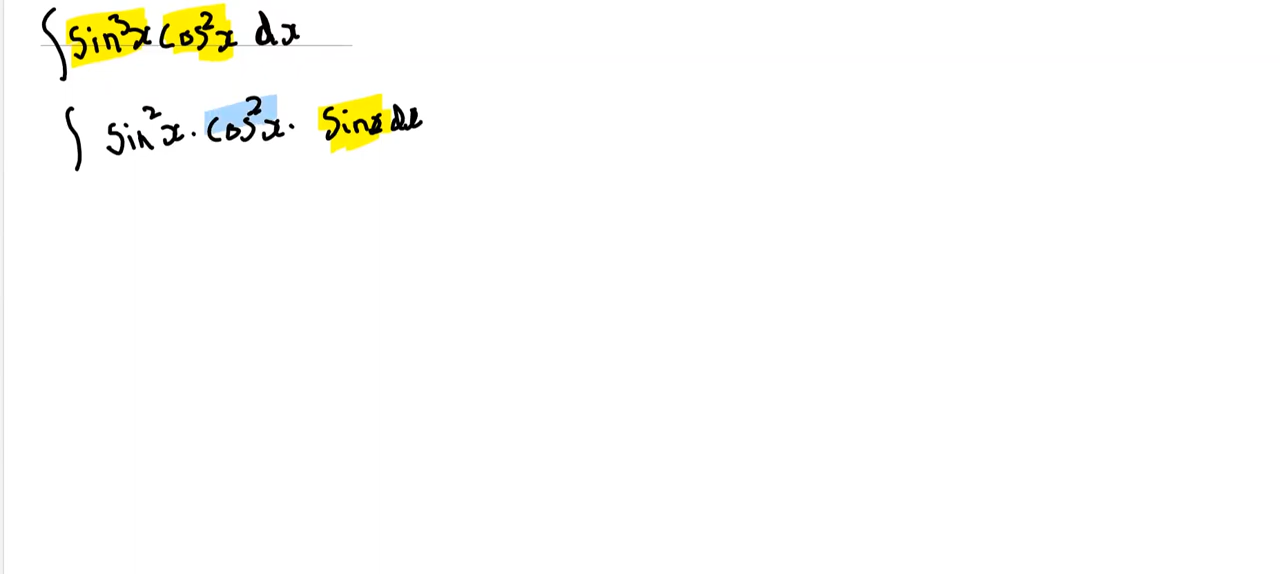 ∫ sin³x cos²x dx
∫ sin²x · cos²x · sinx dx